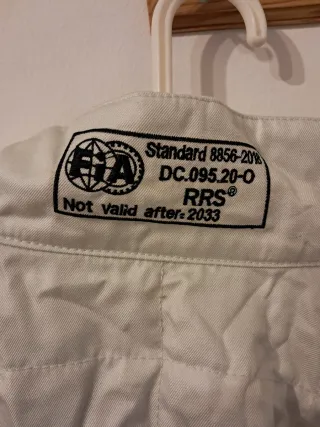 FiA
Standard 8856-2018
DC.095.20-O
RRS®
Not valid after: 2033